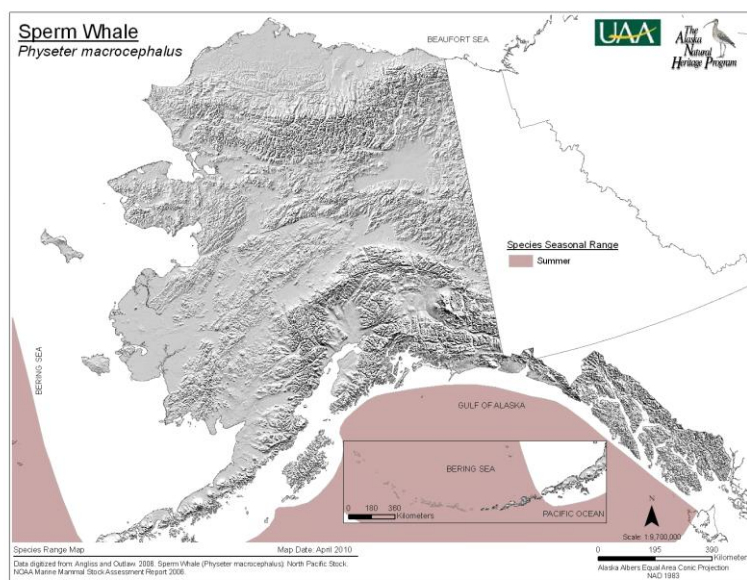 Sperm Whale
Physeter macrocephalus
BEAUFORT SEA
UAA
The
Alaska
Natural
Heritage Program
Species Seasonal Range
Summer
BERING SEA
GULF OF ALASKA
BERING SEA
0 180 360
Kilometers
PACIFIC OCEAN
N
Scale: 1:9,700,000
0 195 390
Kilometers
Alaska Albers Equal Area Conic Projection
NAD 1983
Species Range Map
Map Date: April 2010
Data digitized from Angliss and Outlaw. 2008. Sperm Whale (Physeter macrocephalus): North Pacific Stock.
NOAA Marine Mammal Stock Assessment Report 2008.